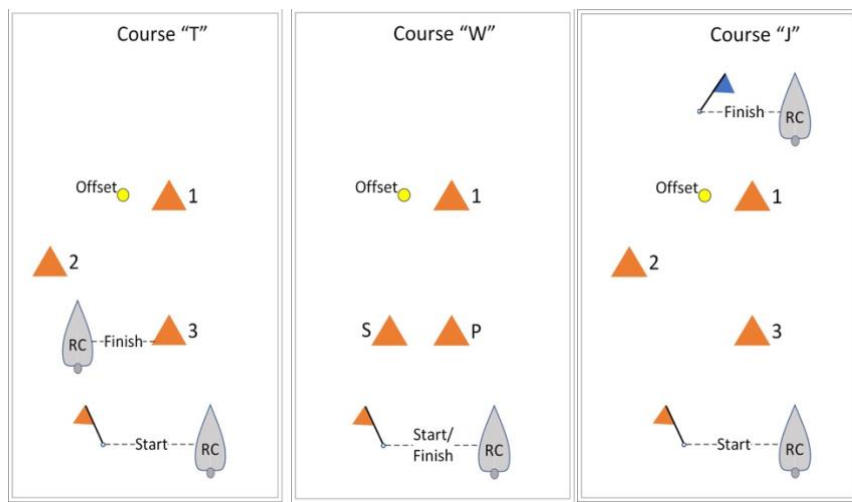 Course “T”
Offset
1
2
RC
Finish
3
Start
RC
Course “W”
Offset
1
S
P
Start/
Finish
RC
Course “J”
Finish
RC
Offset
1
2
3
Start
RC